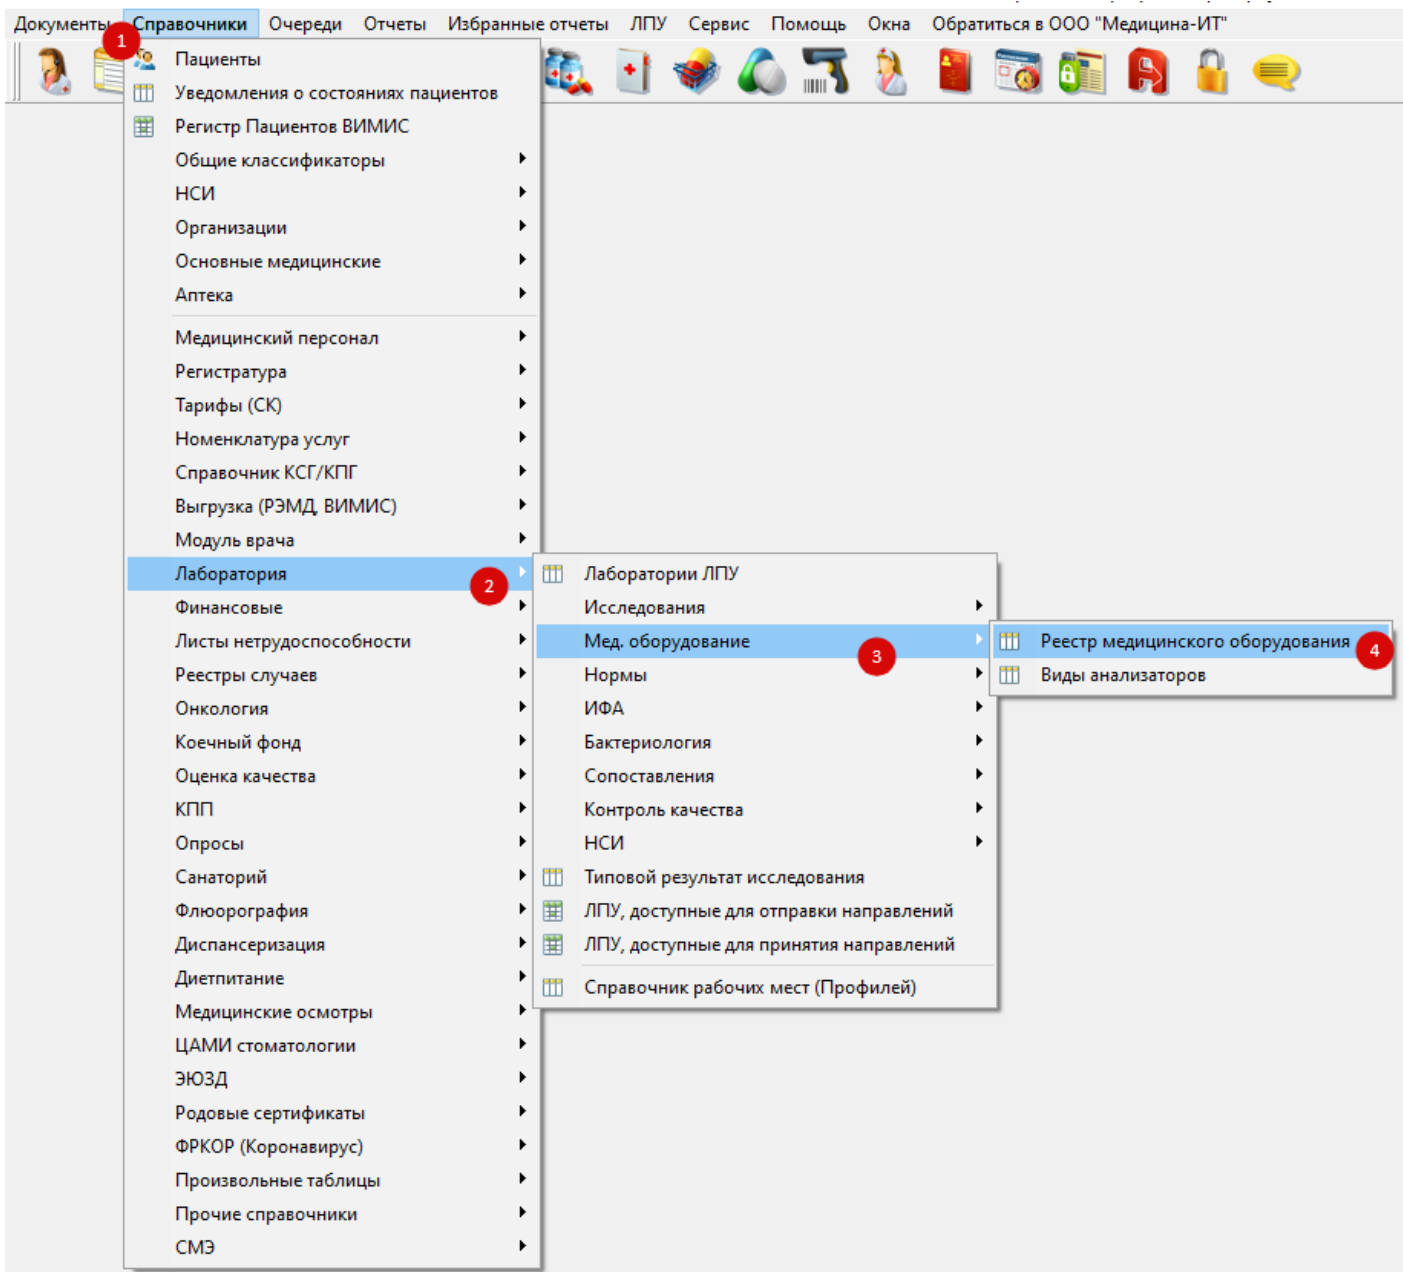 Документы Справочники Очереди Отчеты Избранные отчеты ЛПУ Сервис Помощь Окна Обратиться в ООО "Медицина-ИТ"
1
Пациенты
Уведомления о состояниях пациентов
Регистр Пациентов ВИМИС
Общие классификаторы
НСИ
Организации
Основные медицинские
Аптека
Медицинский персонал
Регистратура
Тарифы (СК)
Номенклатура услуг
Справочник КСГ/КПГ
Выгрузка (РЭМД, ВИМИС)
Модуль врача
Лаборатория
2
Финансовые
Листы нетрудоспособности
Реестры случаев
Онкология
Коечный фонд
Оценка качества
КПП
Опросы
Санаторий
Флюорография
Диспансеризация
Диетпитание
Медицинские осмотры
ЦАМИ стоматологии
ЭЮЗД
Родовые сертификаты
ФРКОР (Коронавирус)
Произвольные таблицы
Прочие справочники
СМЭ
Лаборатории ЛПУ
Исследования
Мед. оборудование
3
Нормы
ИФА
Бактериология
Сопоставления
Контроль качества
НСИ
Типовой результат исследования
ЛПУ, доступные для отправки направлений
ЛПУ, доступные для принятия направлений
Справочник рабочих мест (Профилей)
Реестр медицинского оборудования
4
Виды анализаторов